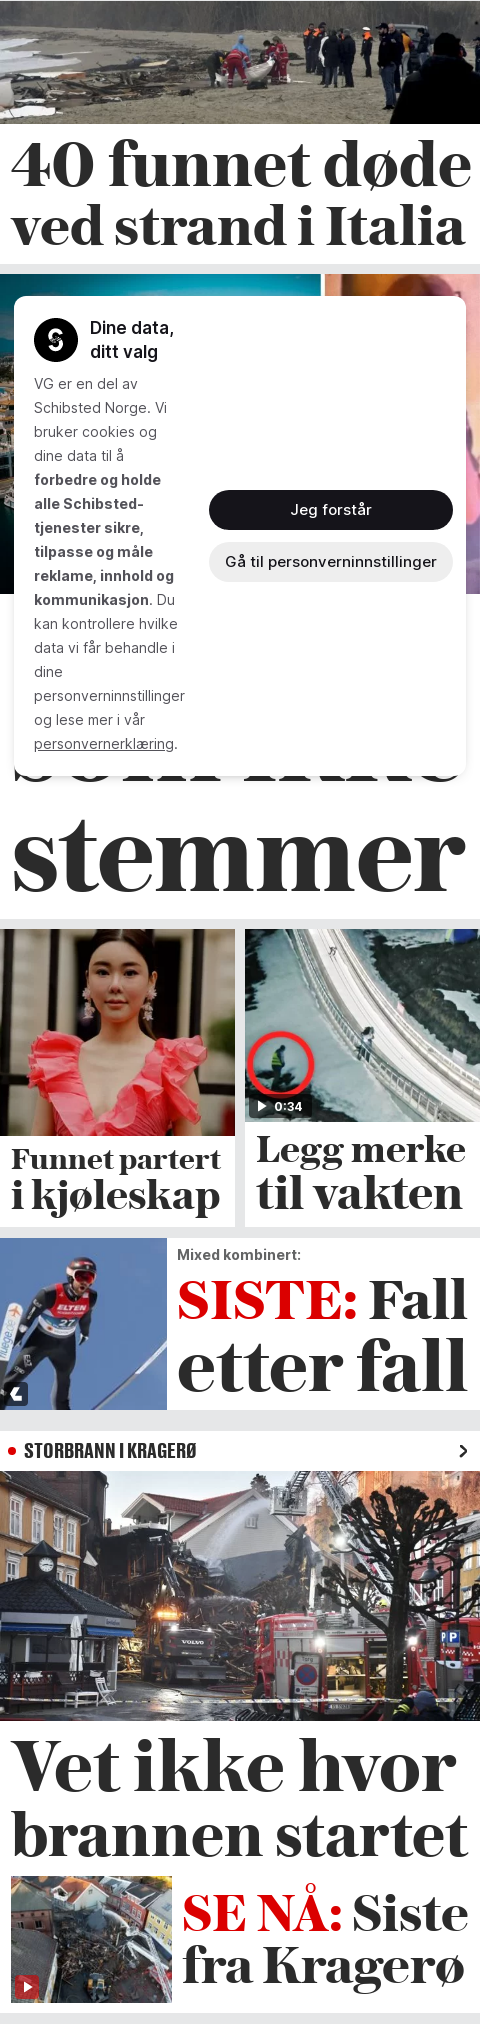 40 funnet døde
ved strand i Italia
Dine data,
ditt valg
VG er en del av
Schibsted Norge. Vi
bruker cookies og
dine data til å
forbedre og holde
alle Schibsted-
tjenester sikre,
tilpasse og måle
reklame, innhold og
kommunikasjon. Du
kan kontrollere hvilke
data vi får behandle i
dine
personverninnstillinger
og lese mer i vår
personvernerklæring.
Jeg forstår
Gå til personverninnstillinger
stemmer
0:34
Funnet partert
i kjøleskap
Legg merke
til vakten
ELTEN
27
Mixed kombinert:
SISTE: Fall
etter fall
STORBRANN I KRAGERØ
VOLVO
Torg
P
Vet ikke hvor
brannen startet
SE NÅ: Siste
fra Kragerø